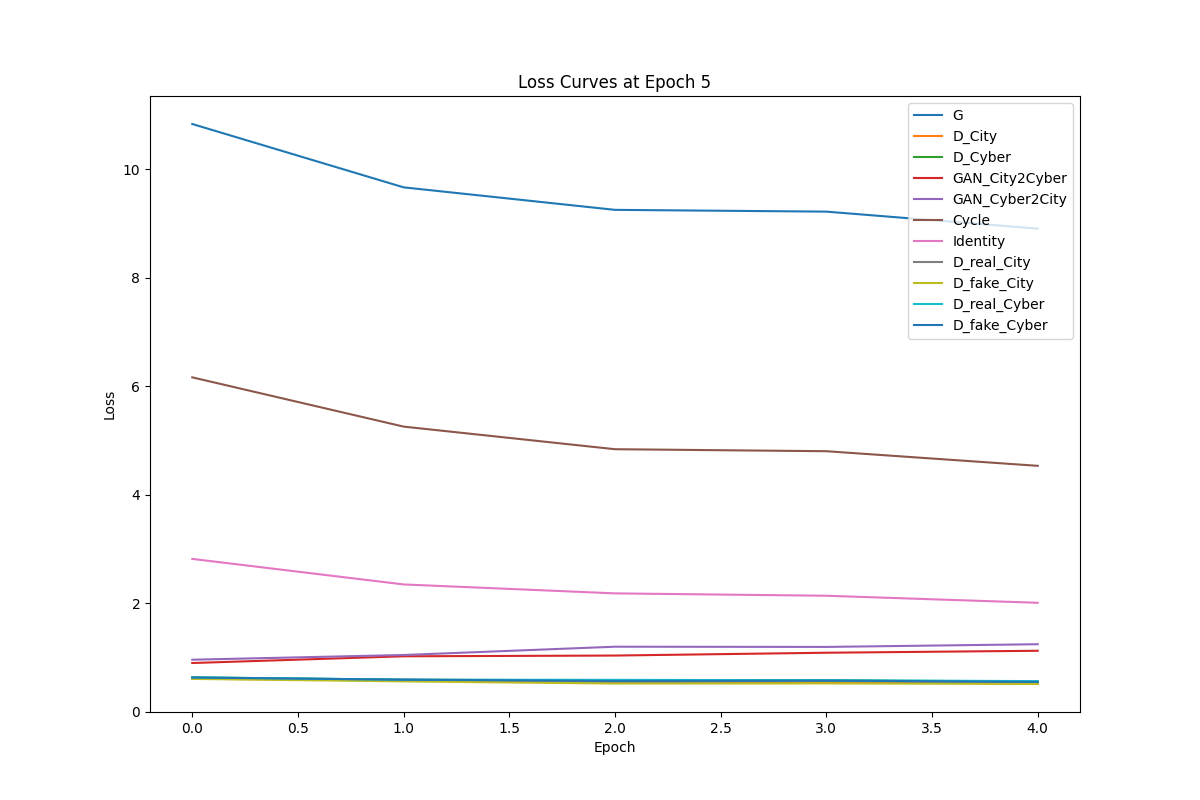 Loss Curves at Epoch 5
G
D_City
D_Cyber
GAN_City2Cyber
GAN_Cyber2City
Cycle
Identity
D_real_City
D_fake_City
D_real_Cyber
D_fake_Cyber
10
8
6
4
2
0
Loss
0.0 0.5 1.0 1.5 2.0 2.5 3.0 3.5 4.0
Epoch